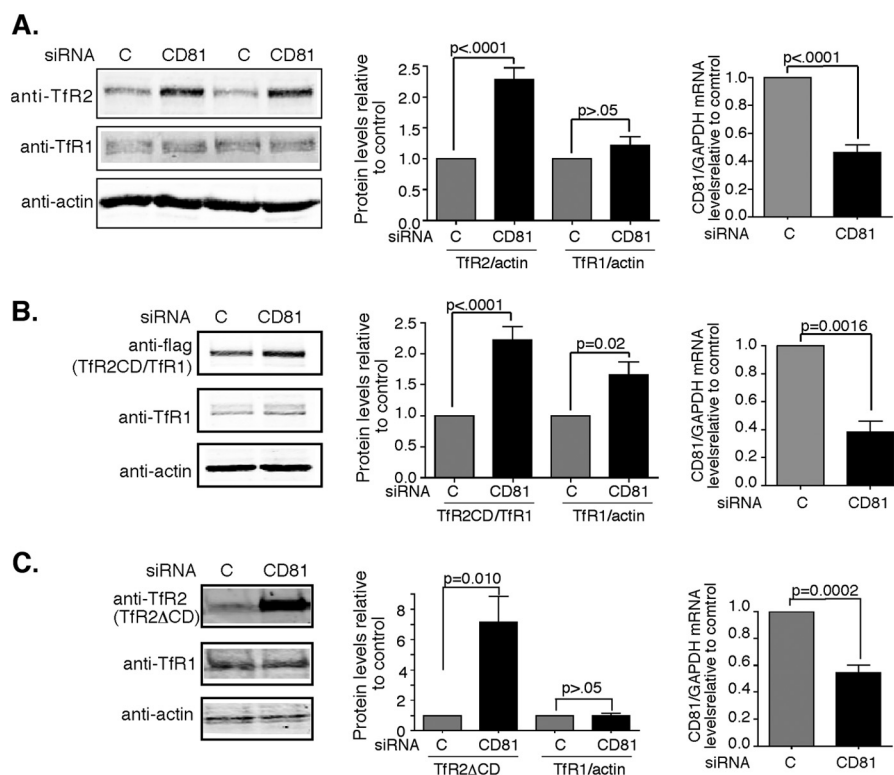 A.
siRNA C CD81 C CD81
anti-TfR2
anti-TfR1
anti-actin
Protein levels relative
to control
2.5
2.0
1.5
1.0
0.5
0.0
p<.0001
p>.05
siRNA C CD81 C CD81
TfR2/actin TfR1/actin
CD81/GAPDH mRNA
levelsrelative to comtrol
1.0
0.8
0.6
0.4
0.2
0
p<.0001
siRNA C CD81
B.
siRNA C CD81
anti-flag
(TfR2CD/TfR1)
anti-TfR1
anti-actin
Protein levels relative
to control
2.5
2.0
1.5
1.0
0.5
0.0
p<.0001
p=0.02
siRNA C CD81 C CD81
TfR2CD/TfR1 TfR1/actin
CD81/GAPDH mRNA
levelsrelative to control
1.0
0.8
0.6
0.4
0.2
0
p=0.0016
siRNA C CD81
C.
siRNA C CD81
anti-TfR2
(TfR2ΔCD)
anti-TfR1
anti-actin
Protein levels relative
to control
8
6
4
2
1
0
p=0.010
p>.05
siRNA C CD81 C CD81
TfR2ΔCD TfR1/actin
CD81/GAPDH mRNA
levelsrelative to comtrol
1.0
0.8
0.6
0.4
0.2
0
p=0.0002
siRNA C CD81